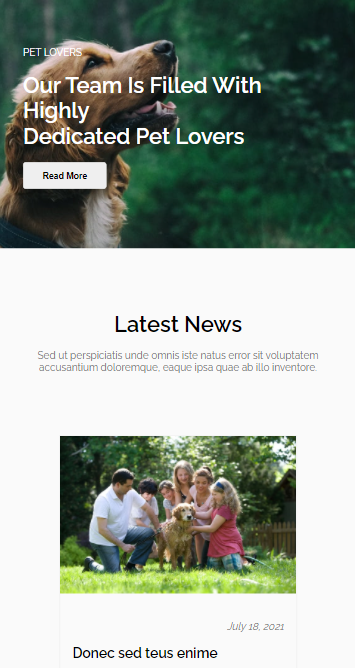 PET LOVERS
Our Team Is Filled With
Highly
Dedicated Pet Lovers
Read More
Latest News
Sed ut perspiciatis unde omnis iste natus error sit voluptatem
accusantium doloremque, eaque ipsa quae ab illo inventore.
July 18, 2021
Donec sed teus enime